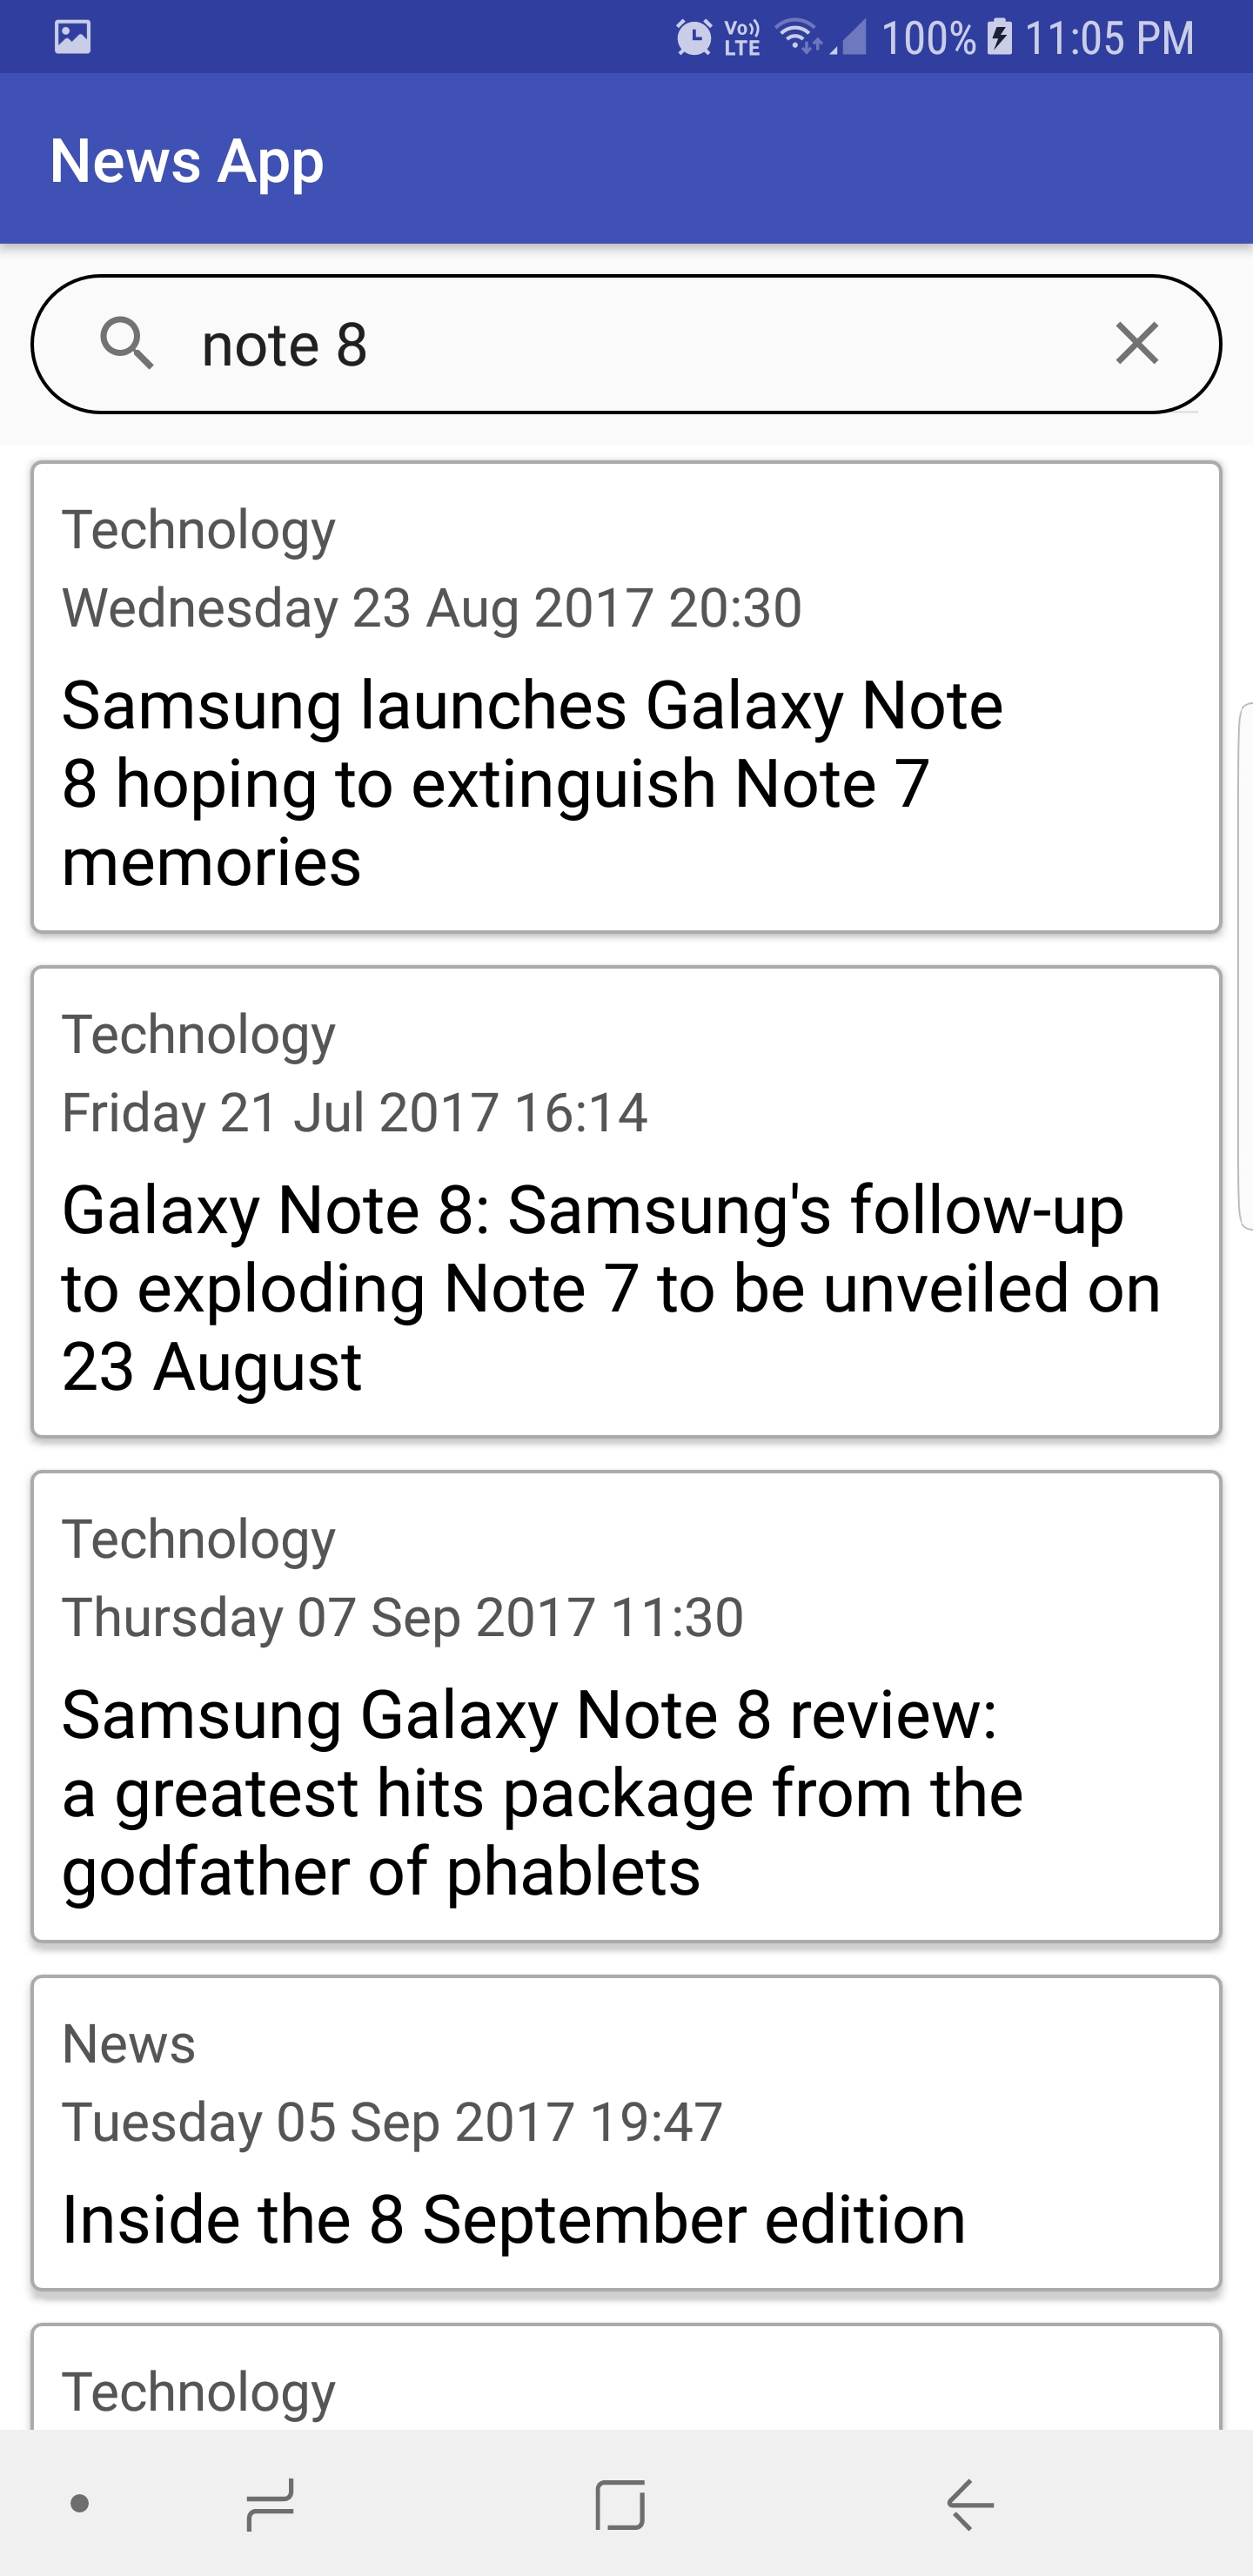 Vo)) LTE 100% 11:05 PM
News App
note 8
Technology
Wednesday 23 Aug 2017 20:30
Samsung launches Galaxy Note
8 hoping to extinguish Note 7
memories
Technology
Friday 21 Jul 2017 16:14
Galaxy Note 8: Samsung's follow-up
to exploding Note 7 to be unveiled on
23 August
Technology
Thursday 07 Sep 2017 11:30
Samsung Galaxy Note 8 review:
a greatest hits package from the
godfather of phablets
News
Tuesday 05 Sep 2017 19:47
Inside the 8 September edition
Technology